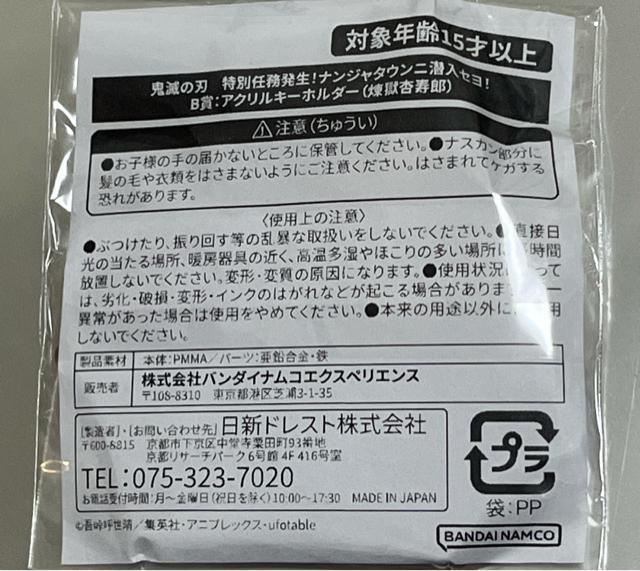 対象年齢15才以上
鬼滅の刃 特別任務発生!ナンジャタウンニ潜入セヨ!
B賞:アクリルキーホルダー(煉獄杏寿郎)
⚠注意(ちゅうい)
●お子様の手の届かないところに保管してください。●ナスカン部分に
髪の毛や衣類をはさまないようにご注意ください。はさまれてケガする
恐れがあります。
〈使用上の注意〉
●ぶつけたり、振り回す等の乱暴な取扱いをしないでください。●直接日
光の当たる場所、暖房器具の近く、高温多湿やほこりの多い場所に長時間
放置しないでください。変形・変質の原因になります。●使用状況によって
は、劣化・破損・変形・インクのはがれなどが起こる場合があります。
異常があった場合は使用をやめてください。●本来の用途以外に 用
しないでください。
製品素材 本体:PMMA/パーツ:亜鉛合金・鉄
販売者 株式会社バンダイナムコエクスペリエンス
〒108-8310 東京都港区芝浦3-1-35
[製造者]・[お問い合わせ先]日新ドレスト株式会社
〒600-8815 京都市下京区中堂寺粟田町93番地
京都リサーチパーク6号館 4F 416号室
TEL:075-323-7020
お電話受付時間:月~金曜日(祝日を除く)10:00~17:30 MADE IN JAPAN
プラ
袋:PP
©吾峠呼世晴/集英社・アニプレックス・ufotable
BANDAI NAMCO